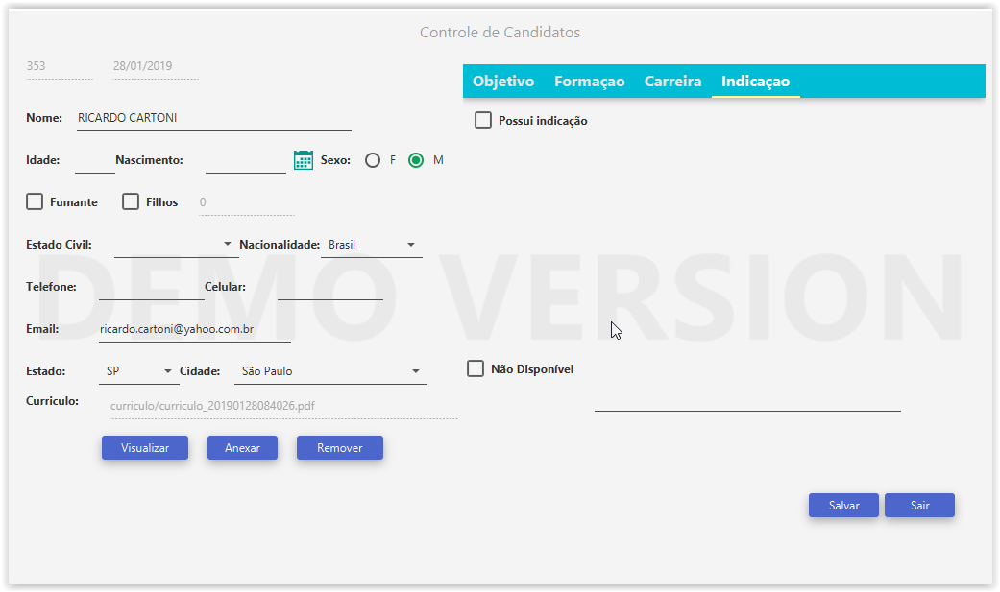 Controle de Candidatos
353 28/01/2019
Objetivo Formaçao Carreira Indicaçao
Nome: RICARDO CARTONI
Possui indicação
Idade: Nascimento: Sexo: F M
Fumante Filhos 0
Estado Civil: Nacionalidade: Brasil
DEMO VERSION
Telefone: Celular:
Email: ricardo.cartoni@yahoo.com.br
Estado: SP Cidade: São Paulo
Não Disponível
Curriculo: curriculo/curriculo_20190128084026.pdf
Visualizar Anexar Remover
Salvar Sair